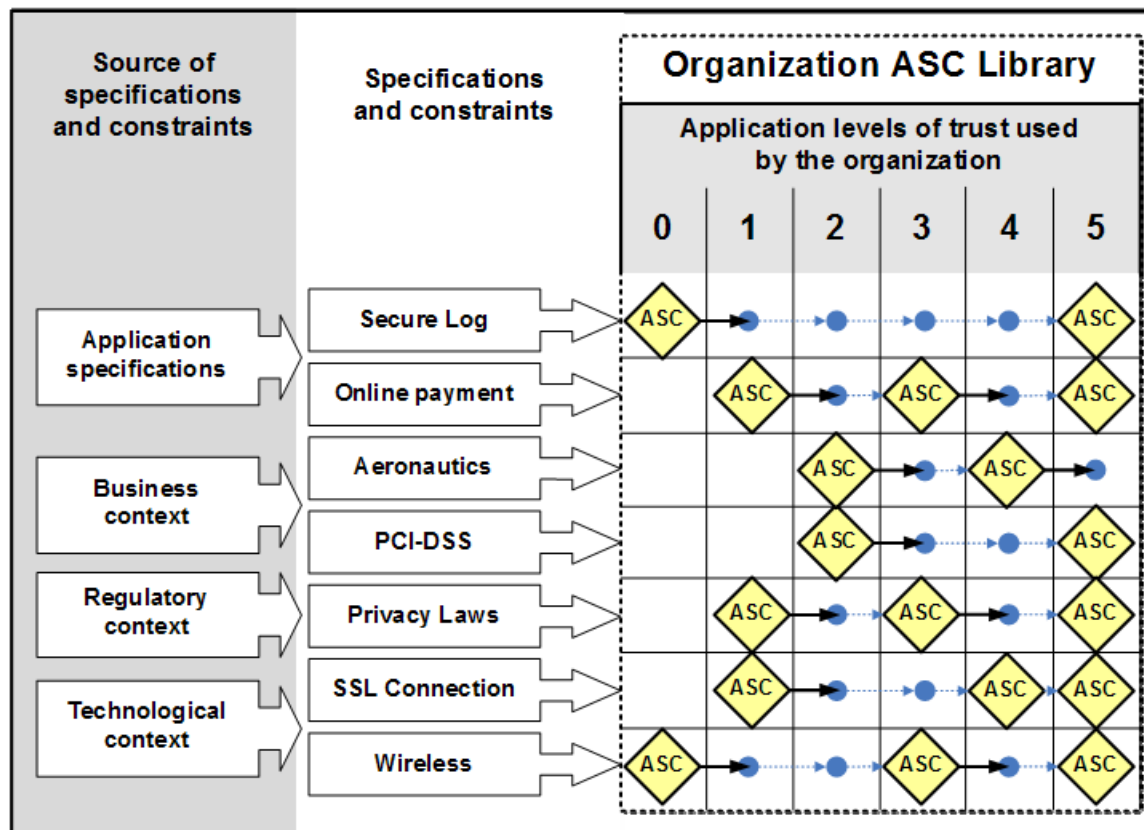 Source of
specifications
and constraints
Specifications
and constraints
Organization ASC Library
Application levels of trust used
by the organization
0 1 2 3 4 5
Application
specifications
Business
context
Regulatory
context
Technological
context
Secure Log
ASC ASC
Online payment
ASC ASC ASC
Aeronautics
ASC ASC
PCI-DSS
ASC ASC
Privacy Laws
ASC ASC ASC
SSL Connection
ASC ASC ASC
Wireless
ASC ASC ASC